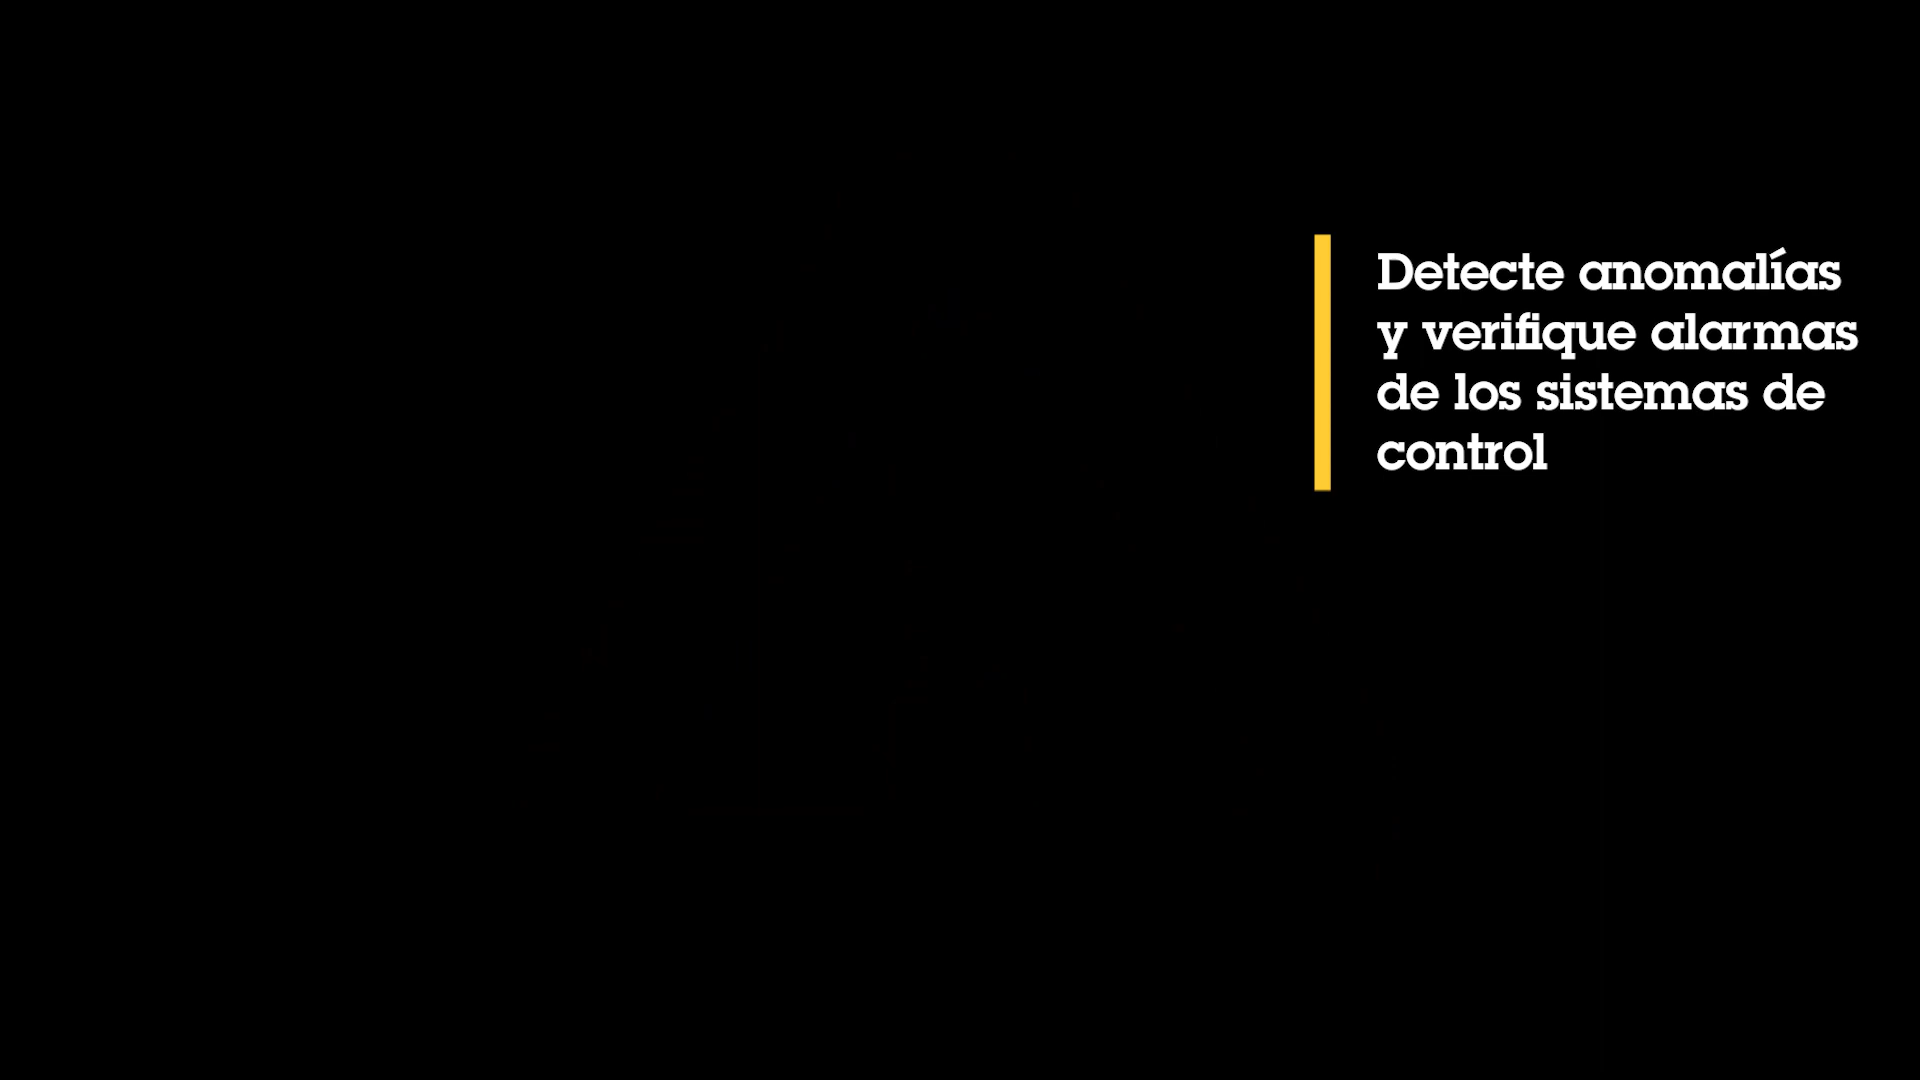 Detecte anomalías
y verifique alarmas
de los sistemas de
control